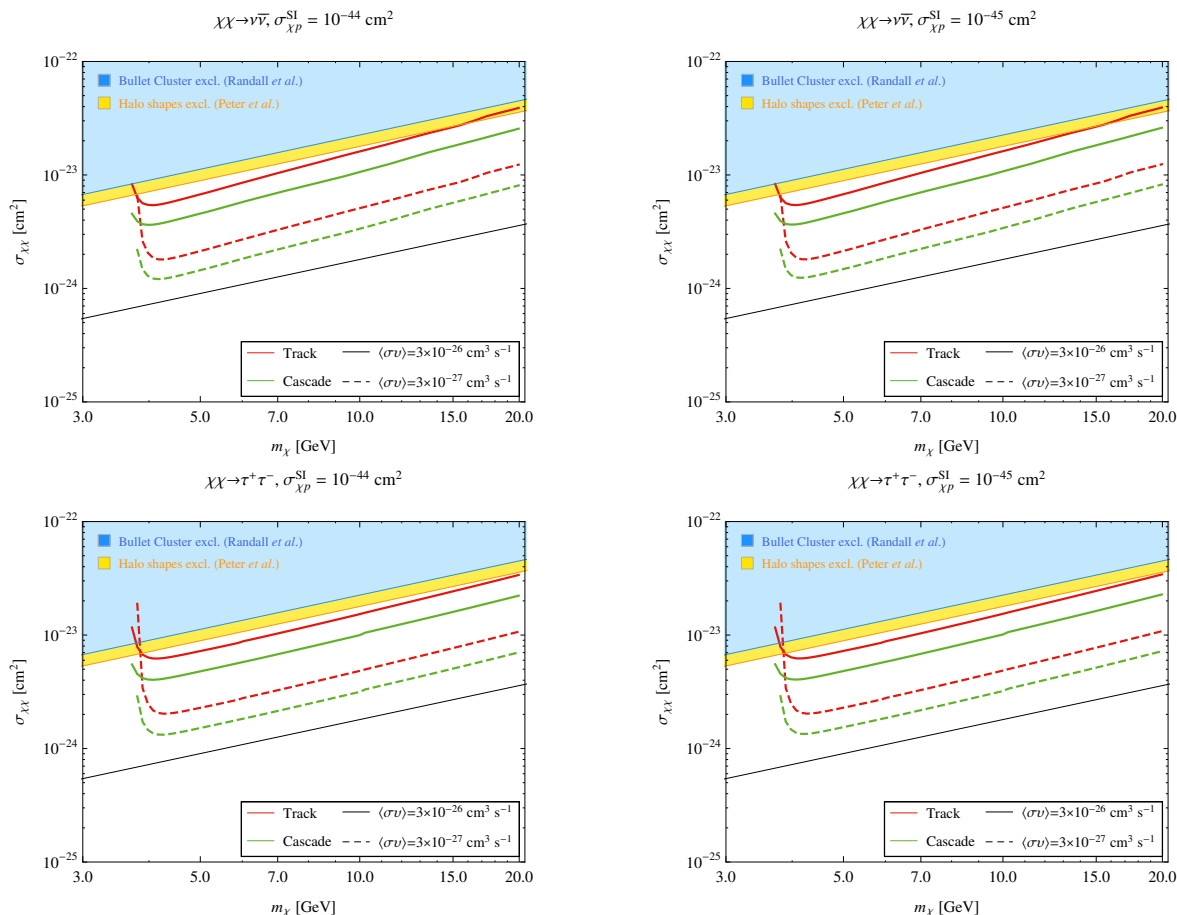 χχ→νν̅, σ_χp^SI = 10⁻⁴⁴ cm²
10⁻²²
Bullet Cluster excl. (Randall et al.)
Halo shapes excl. (Peter et al.)
10⁻²³
σ_χχ [cm²]
10⁻²⁴
Track ⟨συ⟩=3×10⁻²⁶ cm³ s⁻¹
Cascade ⟨συ⟩=3×10⁻²⁷ cm³ s⁻¹
10⁻²⁵
3.0 5.0 7.0 10.0 15.0 20.0
m_χ [GeV]
χχ→νν̅, σ_χp^SI = 10⁻⁴⁵ cm²
10⁻²²
Bullet Cluster excl. (Randall et al.)
Halo shapes excl. (Peter et al.)
10⁻²³
σ_χχ [cm²]
10⁻²⁴
Track ⟨συ⟩=3×10⁻²⁶ cm³ s⁻¹
Cascade ⟨συ⟩=3×10⁻²⁷ cm³ s⁻¹
10⁻²⁵
3.0 5.0 7.0 10.0 15.0 20.0
m_χ [GeV]
χχ→τ⁺τ⁻, σ_χp^SI = 10⁻⁴⁴ cm²
10⁻²²
Bullet Cluster excl. (Randall et al.)
Halo shapes excl. (Peter et al.)
10⁻²³
σ_χχ [cm²]
10⁻²⁴
Track ⟨συ⟩=3×10⁻²⁶ cm³ s⁻¹
Cascade ⟨συ⟩=3×10⁻²⁷ cm³ s⁻¹
10⁻²⁵
3.0 5.0 7.0 10.0 15.0 20.0
m_χ [GeV]
χχ→τ⁺τ⁻, σ_χp^SI = 10⁻⁴⁵ cm²
10⁻²²
Bullet Cluster excl. (Randall et al.)
Halo shapes excl. (Peter et al.)
10⁻²³
σ_χχ [cm²]
10⁻²⁴
Track ⟨συ⟩=3×10⁻²⁶ cm³ s⁻¹
Cascade ⟨συ⟩=3×10⁻²⁷ cm³ s⁻¹
10⁻²⁵
3.0 5.0 7.0 10.0 15.0 20.0
m_χ [GeV]